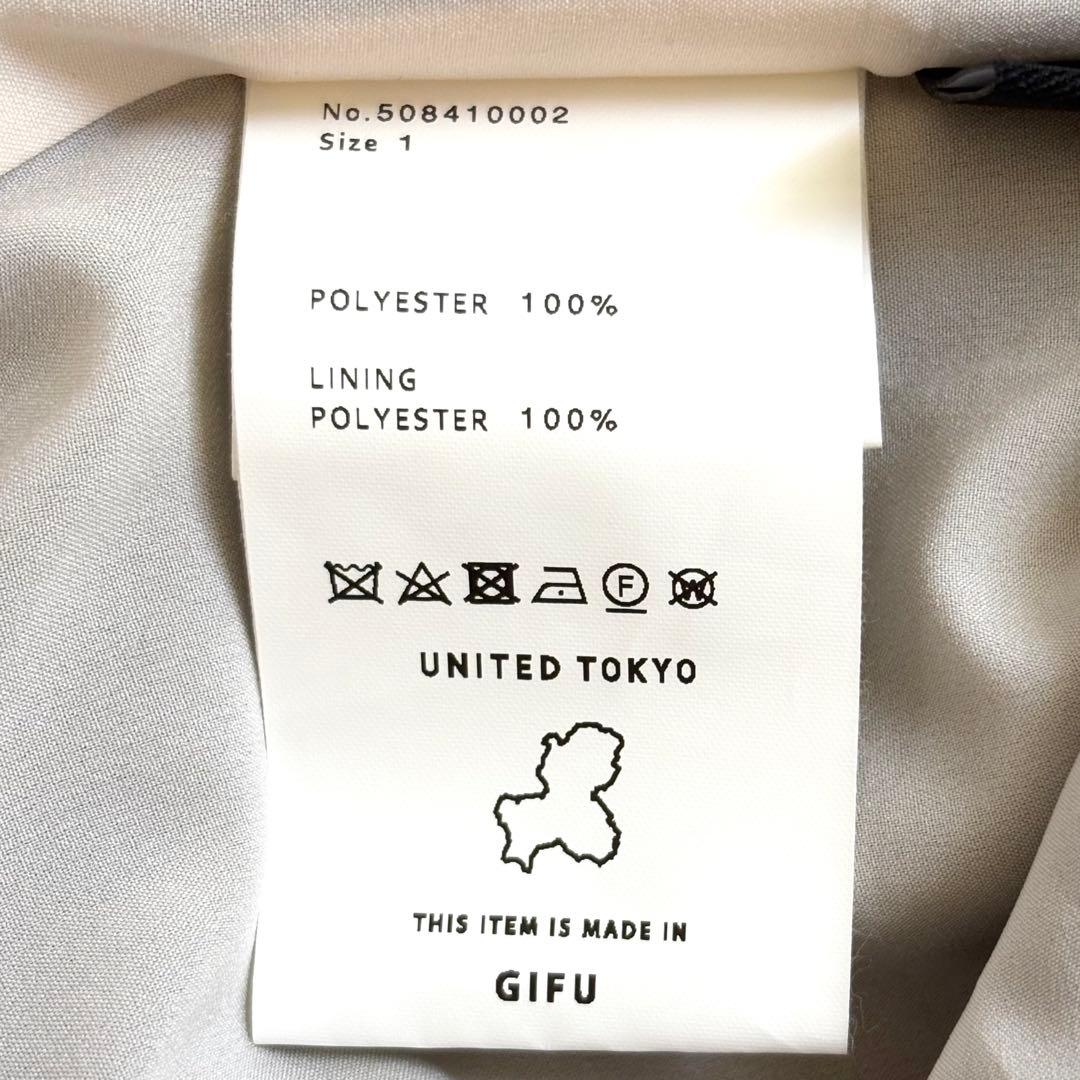 No.508410002
Size 1
POLYESTER 100%
LINING
POLYESTER 100%
F W
UNITED TOKYO
THIS ITEM IS MADE IN
GIFU